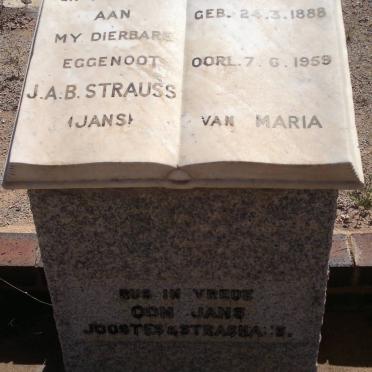 AAN
MY DIERBARE
EGGENOOT
J.A.B. STRAUSS
(JANS)
GEB. 24.3.1888
OORL. 7.6.1959
VAN MARIA
RUS IN VREDE
OOM JANS